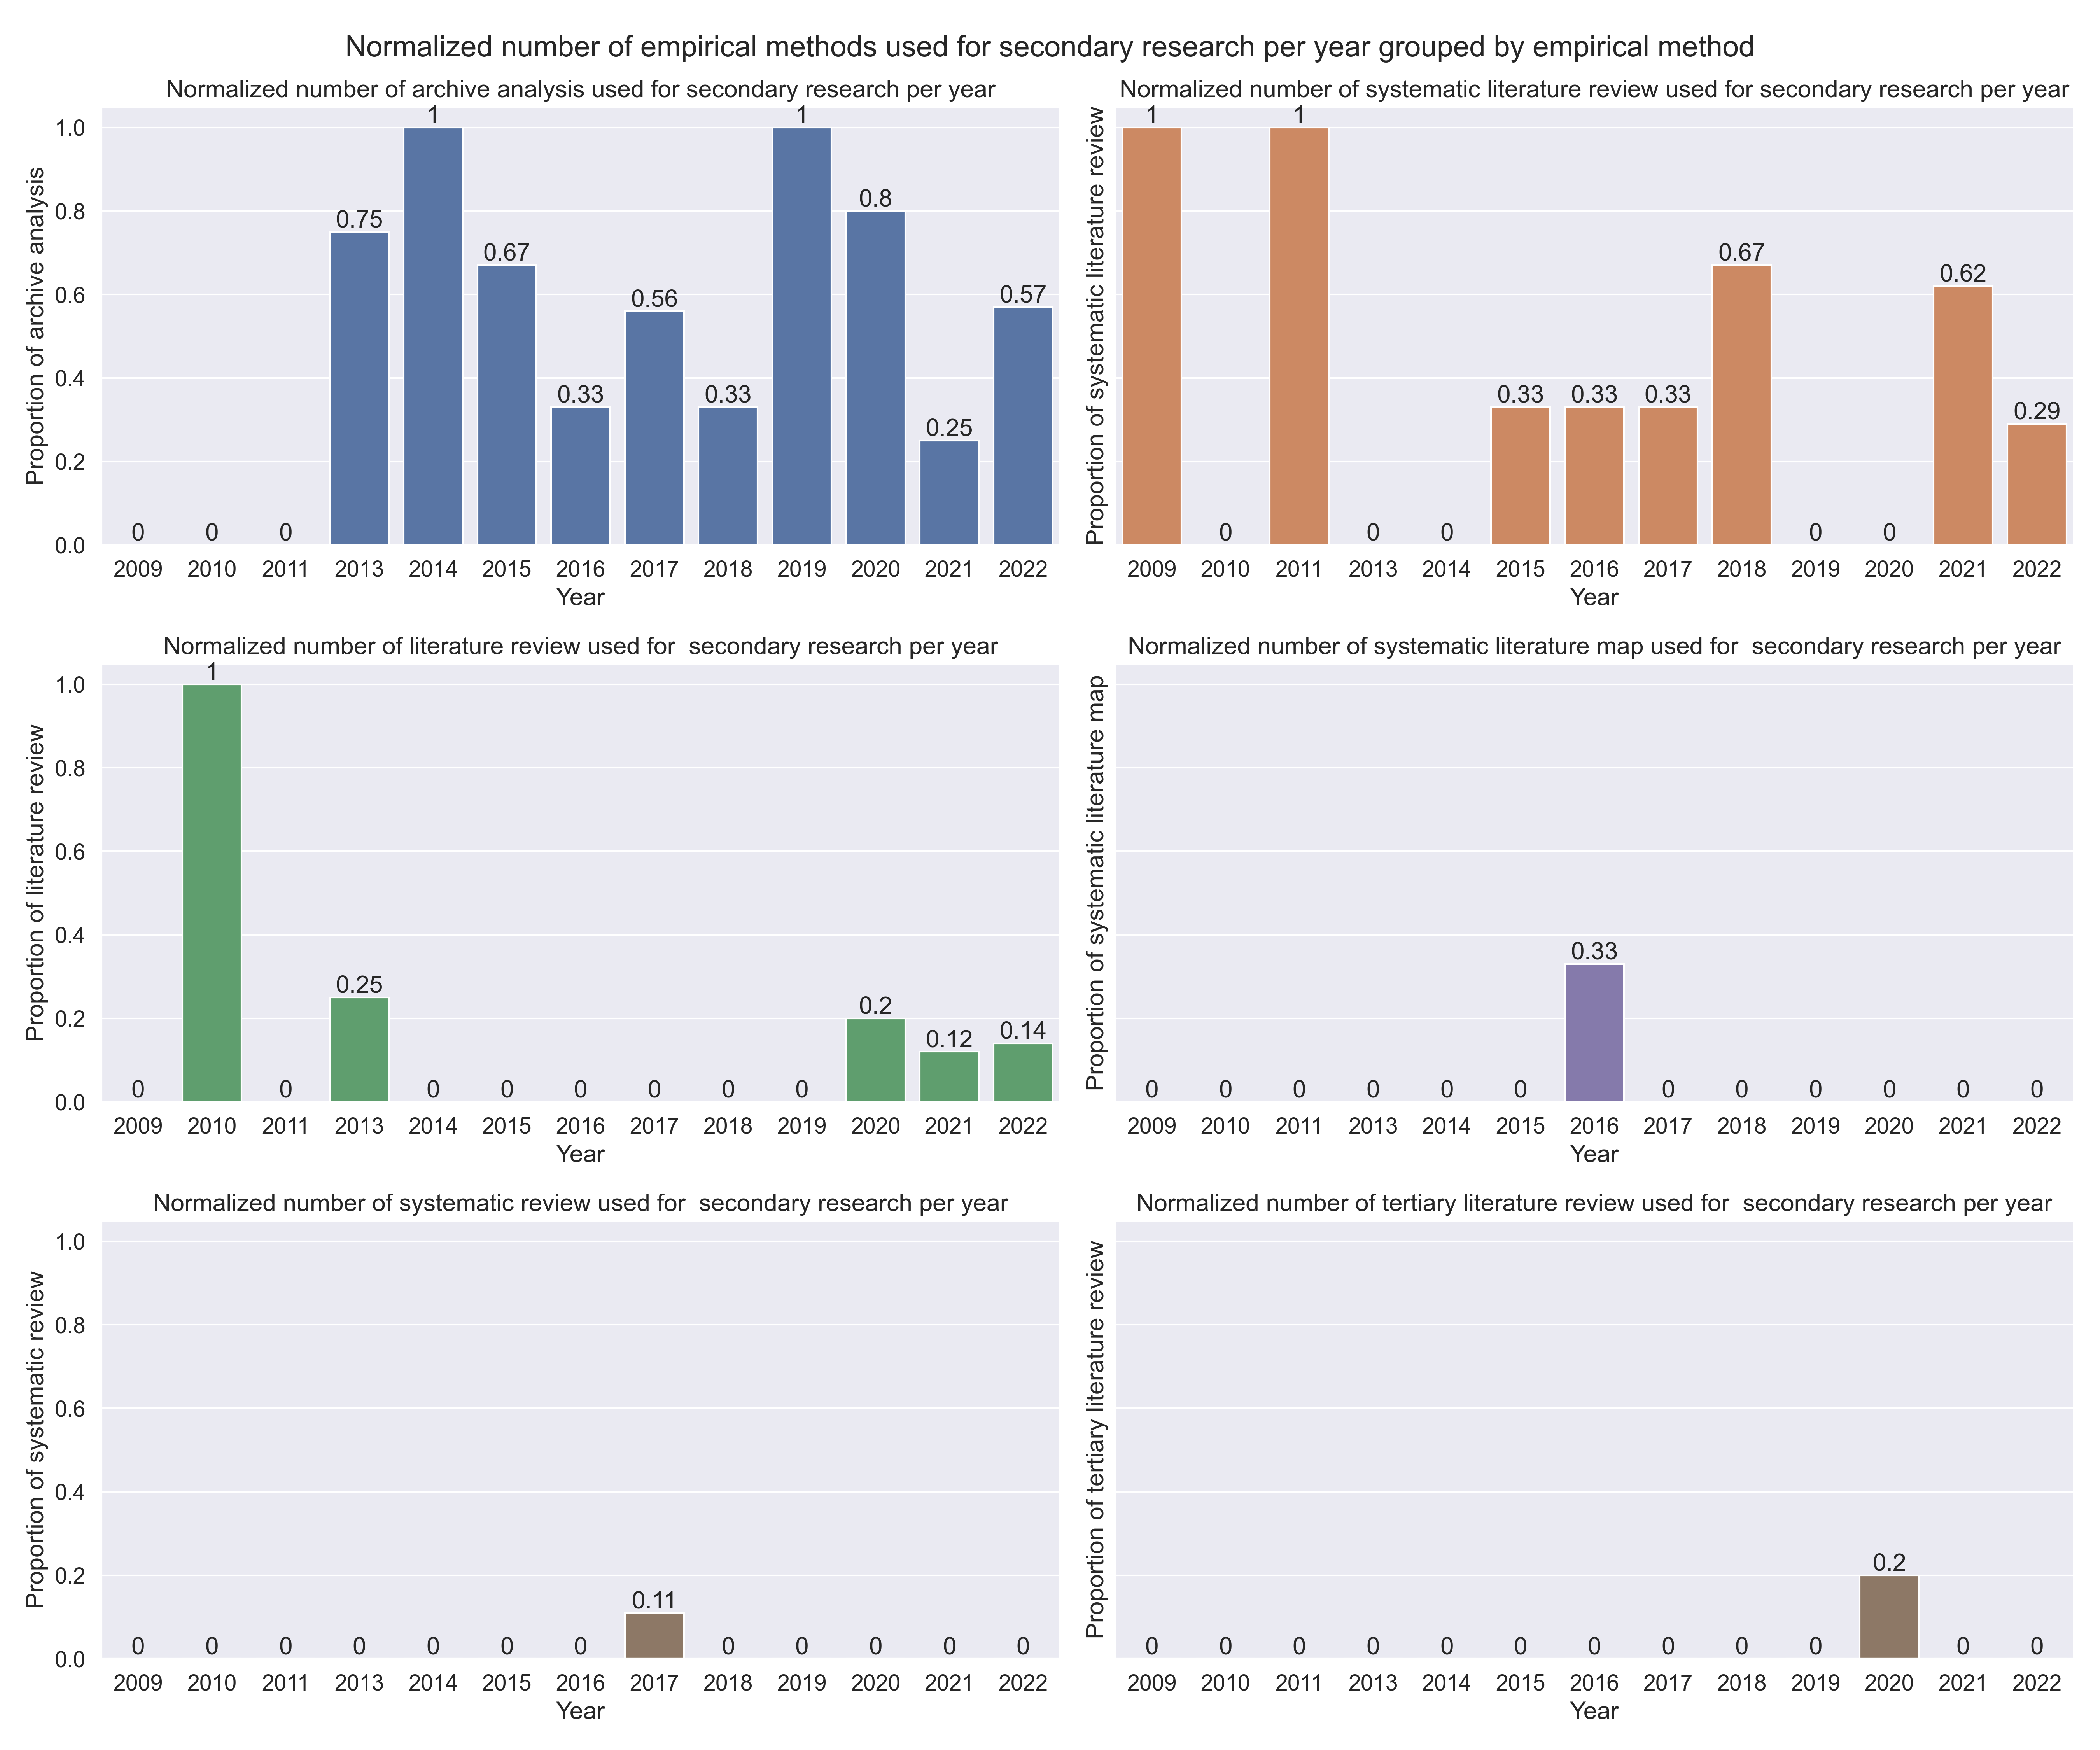 Normalized number of empirical methods used for secondary research per year grouped by empirical method
Normalized number of archive analysis used for secondary research per year
Proportion of archive analysis
1.0
0.8
0.6
0.4
0.2
0.0
0 0 0 0.75 1 0.67 0.33 0.56 0.33 1 0.8 0.25 0.57
2009 2010 2011 2013 2014 2015 2016 2017 2018 2019 2020 2021 2022
Year
Normalized number of systematic literature review used for secondary research per year
Proportion of systematic literature review
1 0 1 0 0 0.33 0.33 0.33 0.67 0 0 0.62 0.29
2009 2010 2011 2013 2014 2015 2016 2017 2018 2019 2020 2021 2022
Year
Normalized number of literature review used for  secondary research per year
Proportion of literature review
1.0
0.8
0.6
0.4
0.2
0.0
0 1 0 0.25 0 0 0 0 0 0 0.2 0.12 0.14
2009 2010 2011 2013 2014 2015 2016 2017 2018 2019 2020 2021 2022
Year
Normalized number of systematic literature map used for  secondary research per year
Proportion of systematic literature map
0 0 0 0 0 0 0.33 0 0 0 0 0 0
2009 2010 2011 2013 2014 2015 2016 2017 2018 2019 2020 2021 2022
Year
Normalized number of systematic review used for  secondary research per year
Proportion of systematic review
1.0
0.8
0.6
0.4
0.2
0.0
0 0 0 0 0 0 0 0.11 0 0 0 0 0
2009 2010 2011 2013 2014 2015 2016 2017 2018 2019 2020 2021 2022
Year
Normalized number of tertiary literature review used for  secondary research per year
Proportion of tertiary literature review
0 0 0 0 0 0 0 0 0 0 0.2 0 0
2009 2010 2011 2013 2014 2015 2016 2017 2018 2019 2020 2021 2022
Year